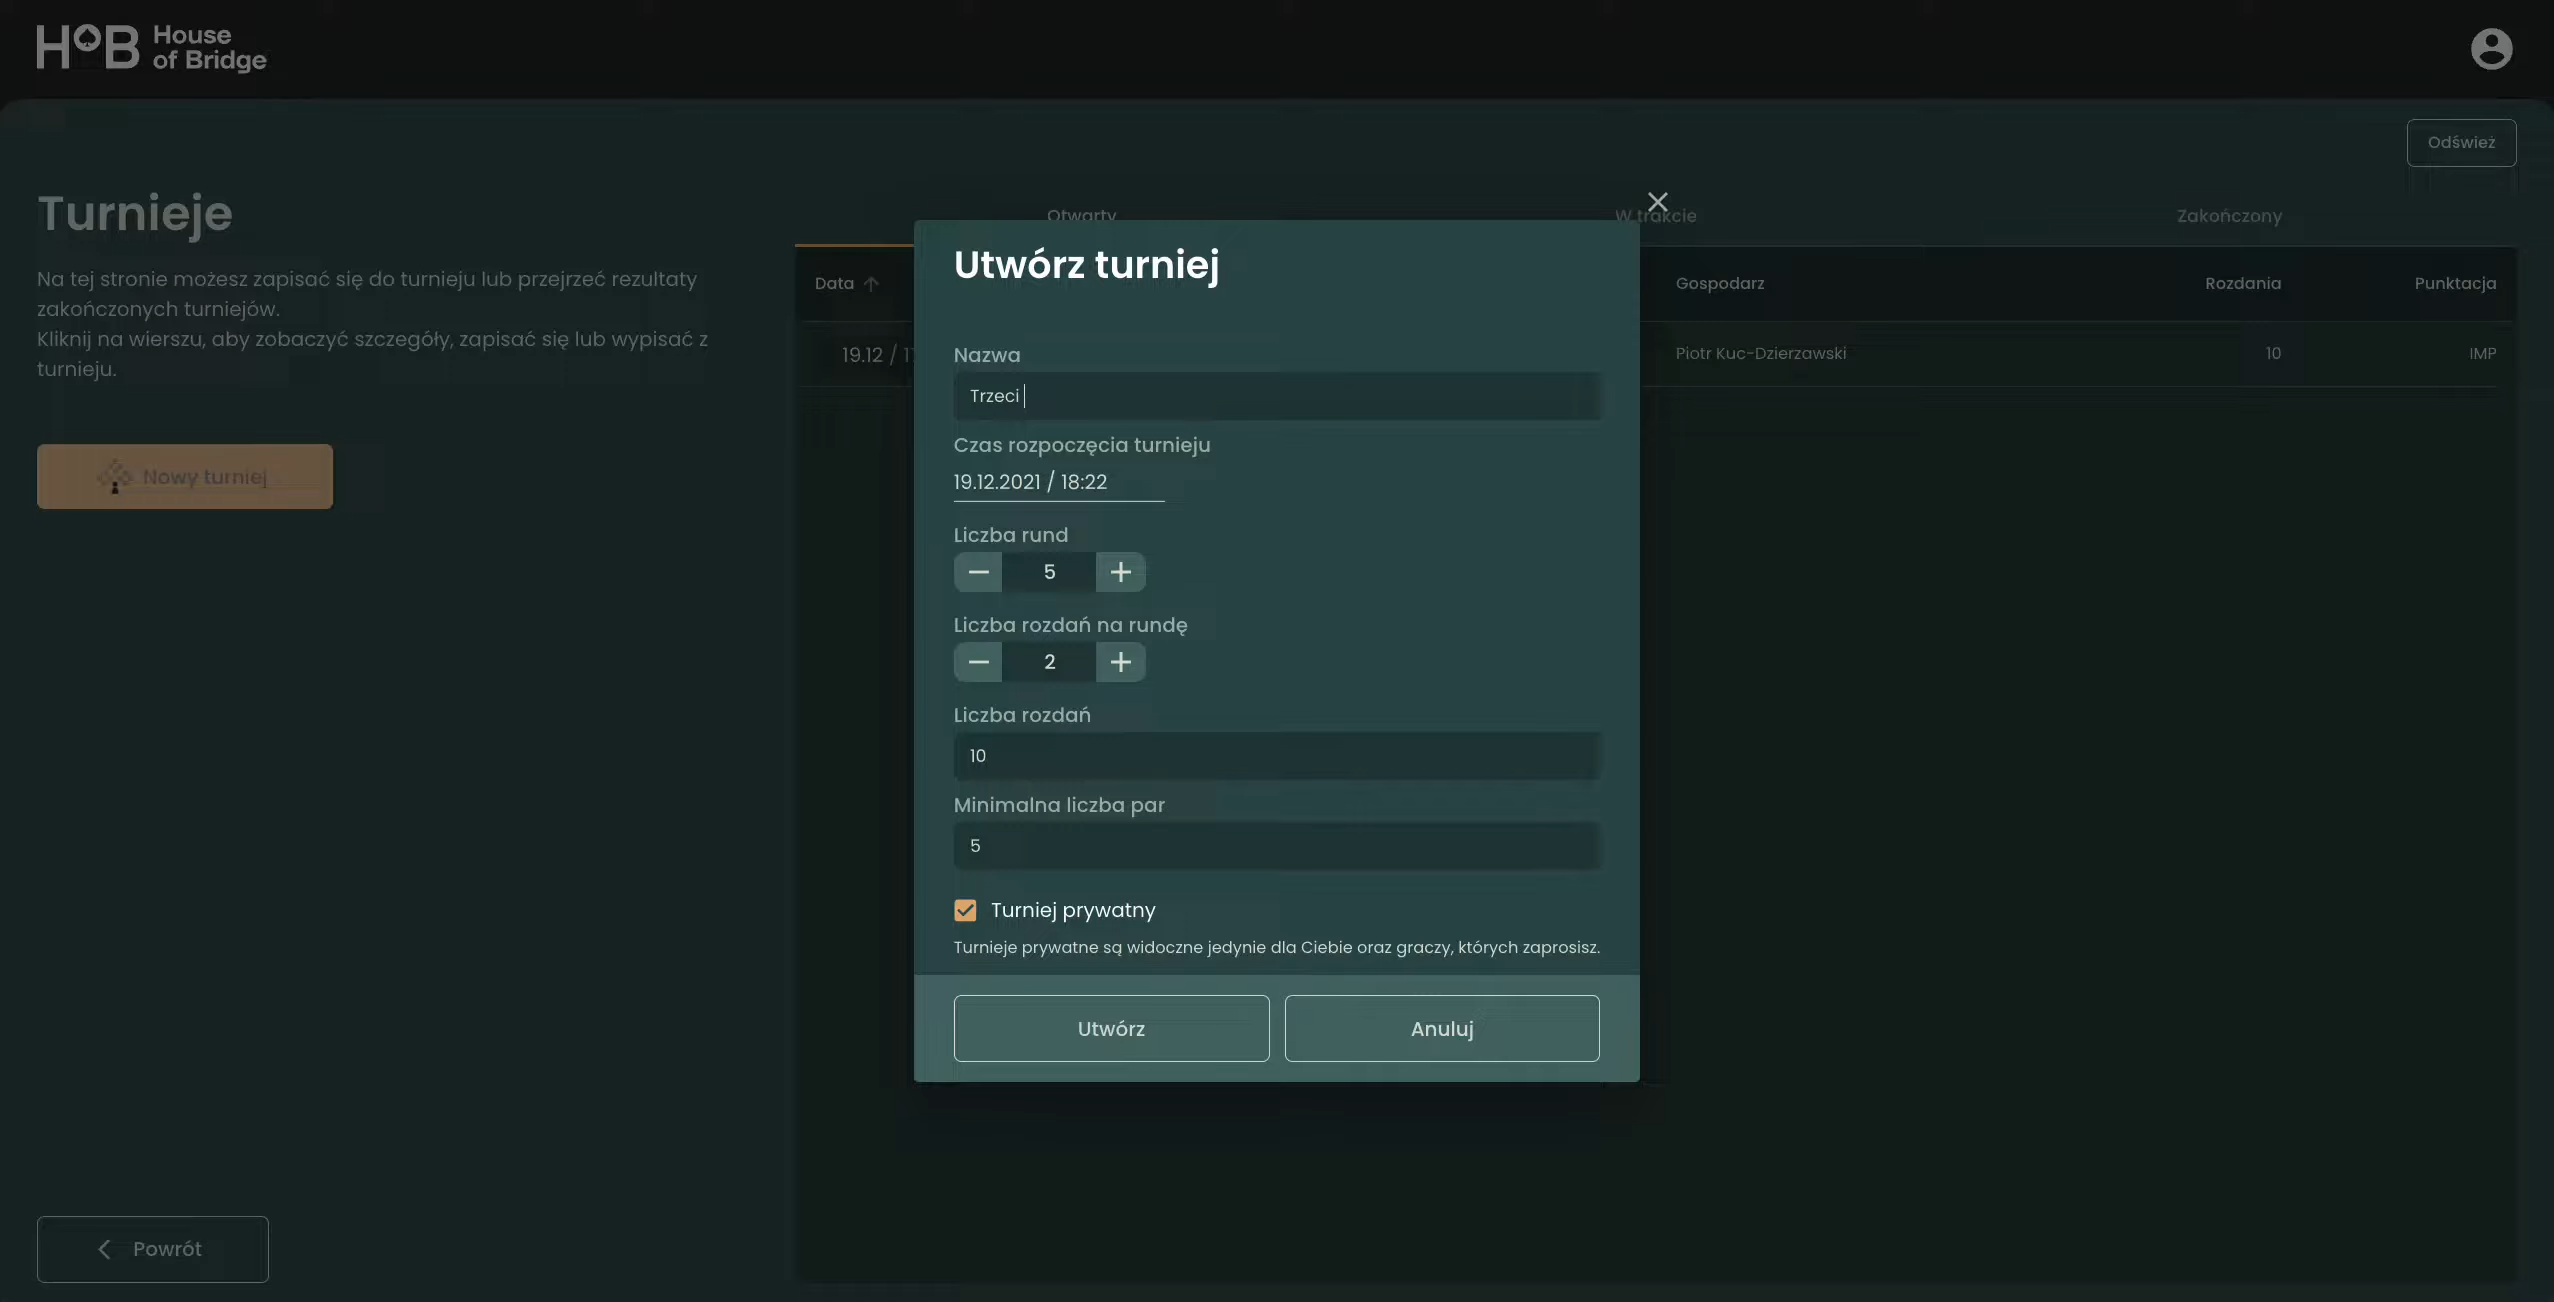 HOB House
of Bridge
Odśwież
Turnieje
Na tej stronie możesz zapisać się do turnieju lub przejrzeć rezultaty
zakończonych turniejów.
Kliknij na wierszu, aby zobaczyć szczegóły, zapisać się lub wypisać z
turnieju.
Nowy turniej
Powrót
Otwarty
W trakcie
Zakończony
Data
Gospodarz
Rozdania
Punktacja
19.12 /
Piotr Kuc-Dzierzawski
10
IMP
Utwórz turniej
Nazwa
Trzeci
Czas rozpoczęcia turnieju
19.12.2021 / 18:22
Liczba rund
5
Liczba rozdań na rundę
2
Liczba rozdań
10
Minimalna liczba par
5
Turniej prywatny
Turnieje prywatne są widoczne jedynie dla Ciebie oraz graczy, których zaprosisz.
Utwórz
Anuluj